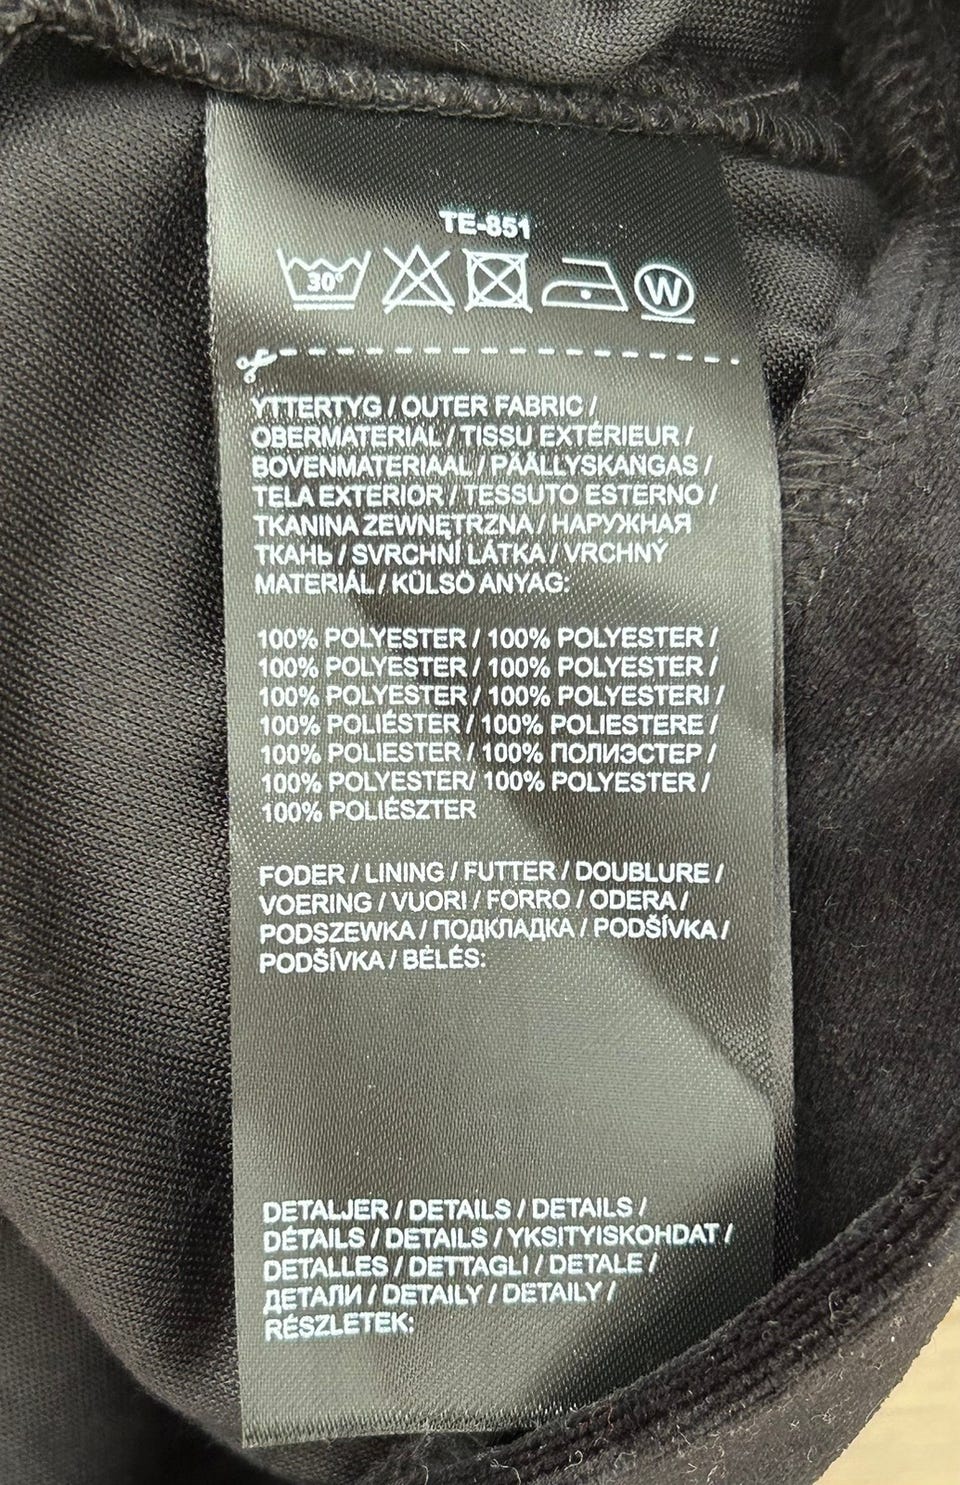 TE-851
30°
W
YTTERTYG / OUTER FABRIC /
OBERMATERIAL / TISSU EXTÉRIEUR /
BOVENMATERIAAL / PÄÄLLYSKANGAS /
TELA EXTERIOR / TESSUTO ESTERNO /
TKANINA ZEWNĘTRZNA / НАРУЖНАЯ
ТКАНЬ / SVRCHNÍ LÁTKA / VRCHNÝ
MATERIÁL / KÜLSO ANYAG:
100% POLYESTER / 100% POLYESTER /
100% POLYESTER / 100% POLYESTER /
100% POLYESTER / 100% POLYESTERI /
100% POLIÉSTER / 100% POLIESTERE /
100% POLIESTER / 100% ПОЛИЭСТЕР /
100% POLYESTER/ 100% POLYESTER /
100% POLIÉSZTER
FODER / LINING / FUTTER / DOUBLURE /
VOERING / VUORI / FORRO / ODERA /
PODSZEWKA / ПОДКЛАДКА / PODŠÍVKA /
PODŠÍVKA / BÉLÉS:
DETALJER / DETAILS / DETAILS /
DÉTAILS / DETAILS / YKSITYISKOHDAT /
DETALLES / DETTAGLI / DETALE /
ДЕТАЛИ / DETAILY / DETAILY /
RÉSZLETEK: